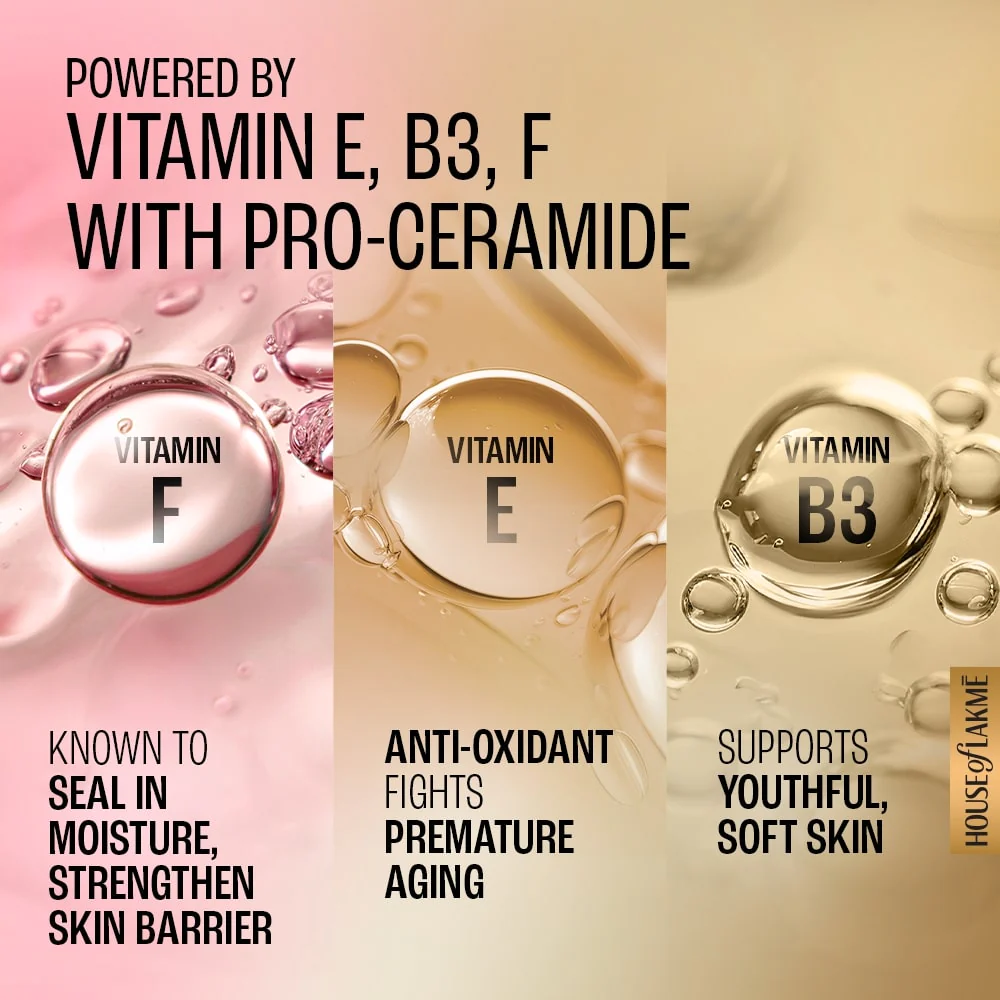 POWERED BY
VITAMIN E, B3, F
WITH PRO-CERAMIDE
VITAMIN
F
VITAMIN
E
VITAMIN
B3
KNOWN TO
SEAL IN
MOISTURE,
STRENGTHEN
SKIN BARRIER
ANTI-OXIDANT
FIGHTS
PREMATURE
AGING
SUPPORTS
YOUTHFUL,
SOFT SKIN
HOUSE of LAKMĒ